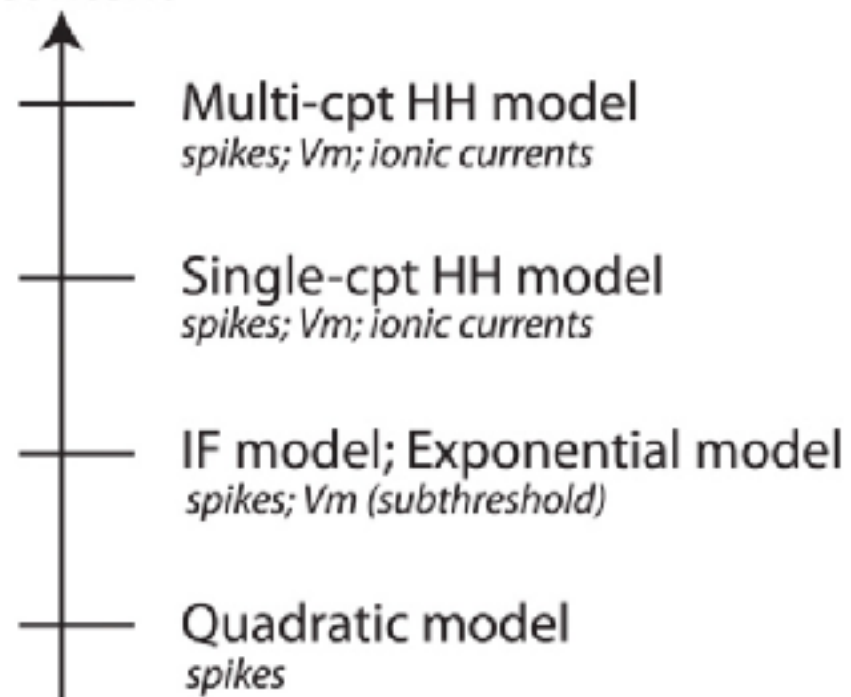 Multi-cpt HH model
spikes; Vm; ionic currents
Single-cpt HH model
spikes; Vm; ionic currents
IF model; Exponential model
spikes; Vm (subthreshold)
Quadratic model
spikes